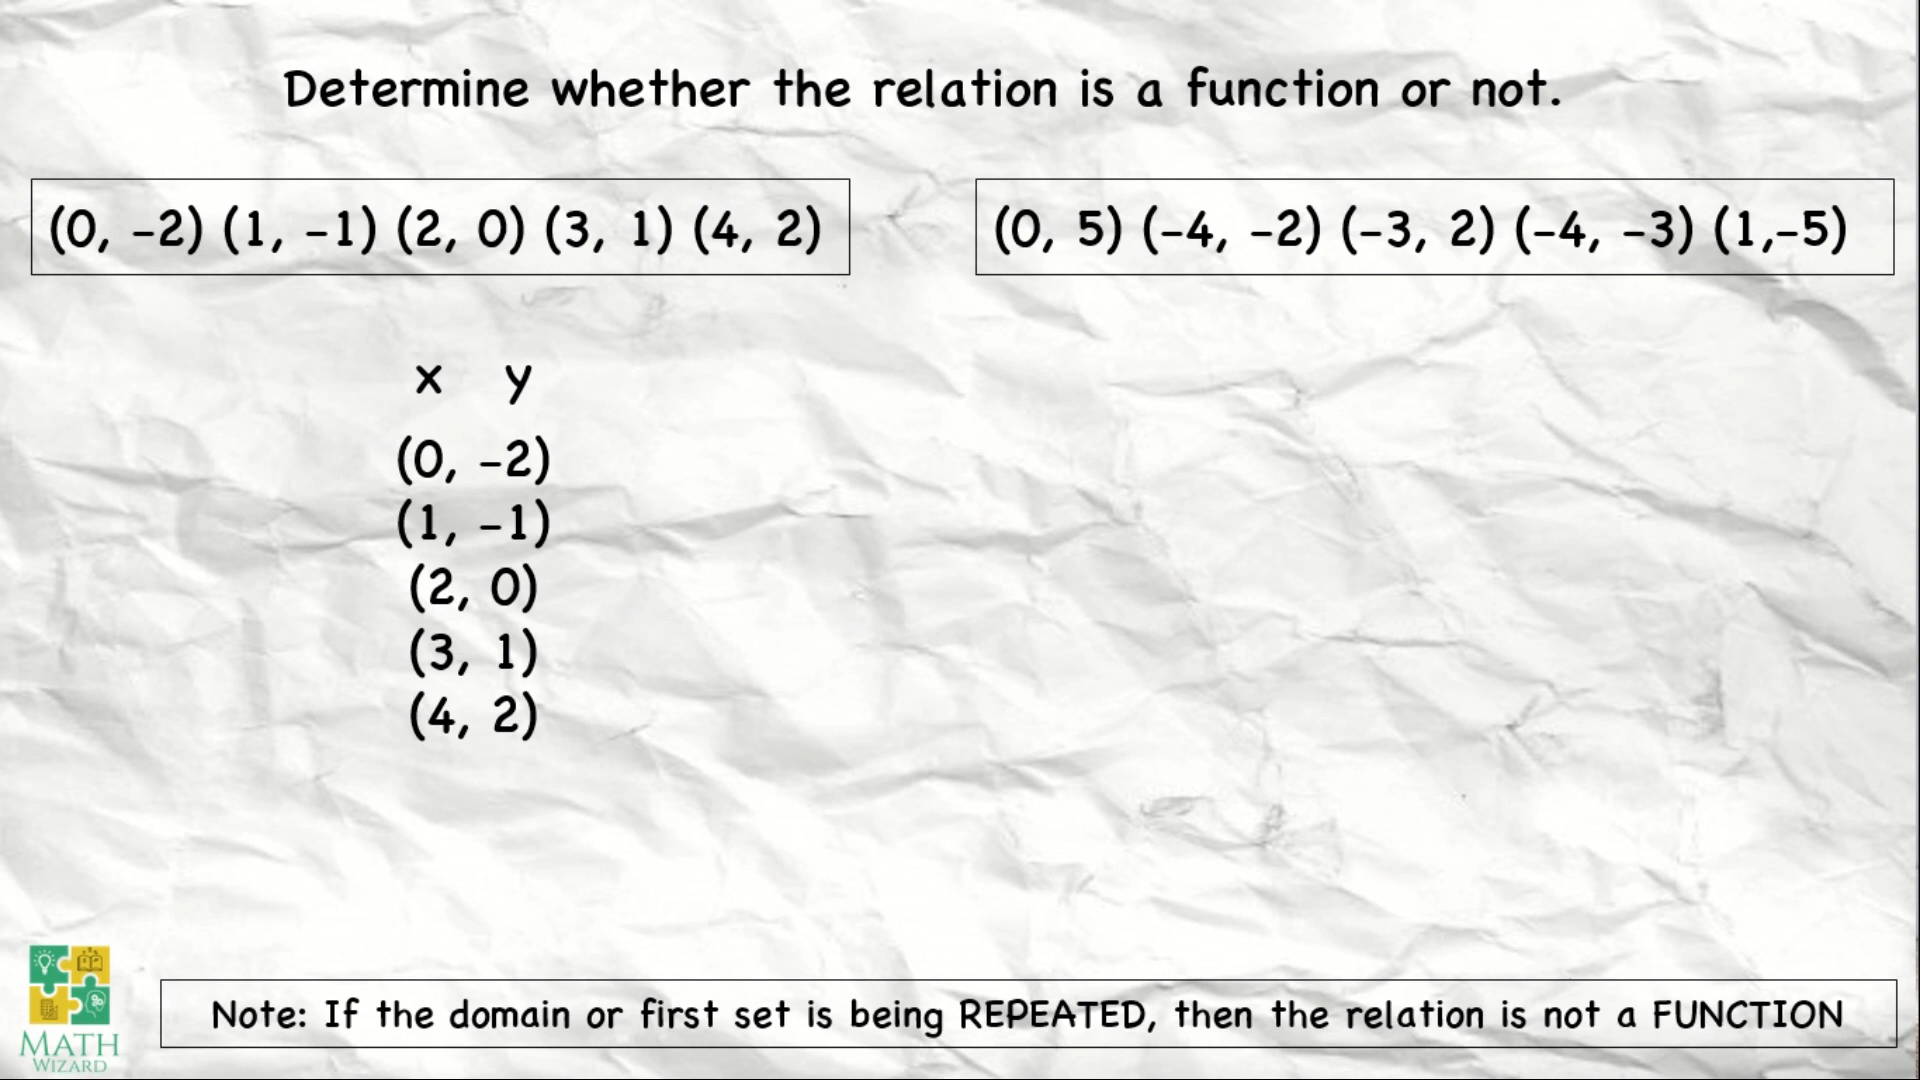 Determine whether the relation is a function or not.
(0, -2) (1, -1) (2, 0) (3, 1) (4, 2)
(0, 5) (-4, -2) (-3, 2) (-4, -3) (1,-5)
x y
(0, -2)
(1, -1)
(2, 0)
(3, 1)
(4, 2)
Note: If the domain or first set is being REPEATED, then the relation is not a FUNCTION
MATH
WIZARD